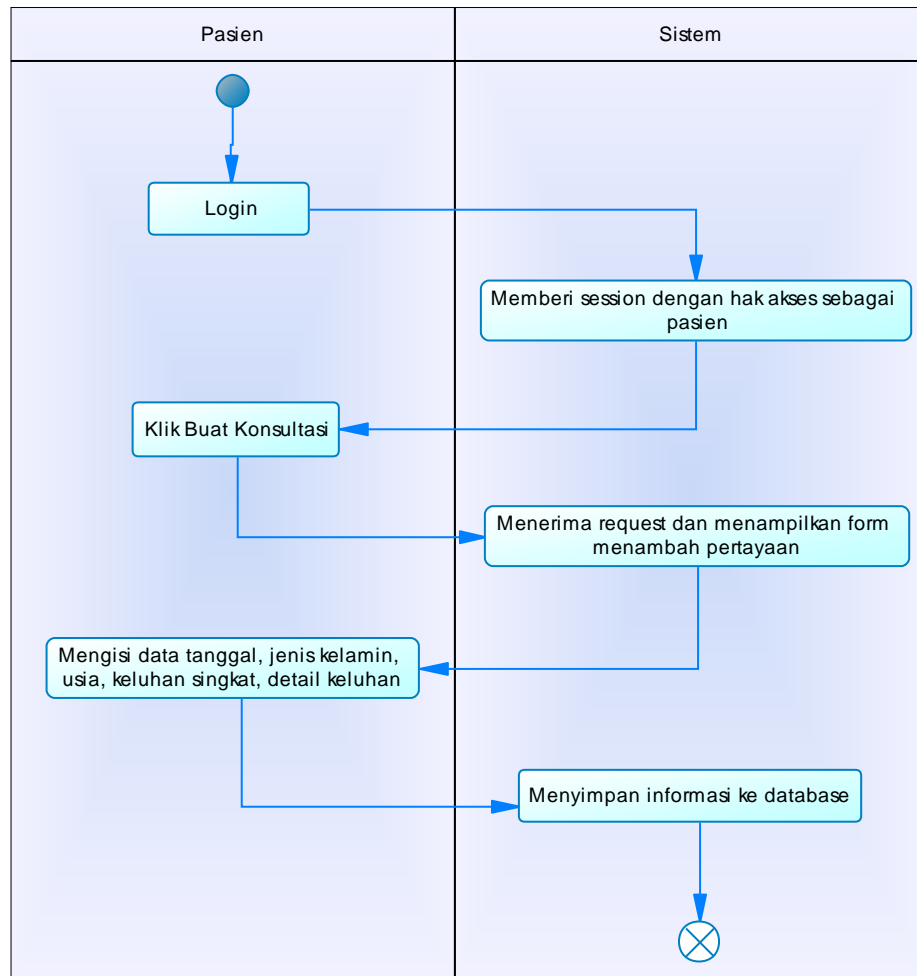 Pasien
Sistem
Login
Memberi session dengan hak akses sebagai
pasien
Klik Buat Konsultasi
Menerima request dan menampilkan form
menambah pertayaan
Mengisi data tanggal, jenis kelamin,
usia, keluhan singkat, detail keluhan
Menyimpan informasi ke database